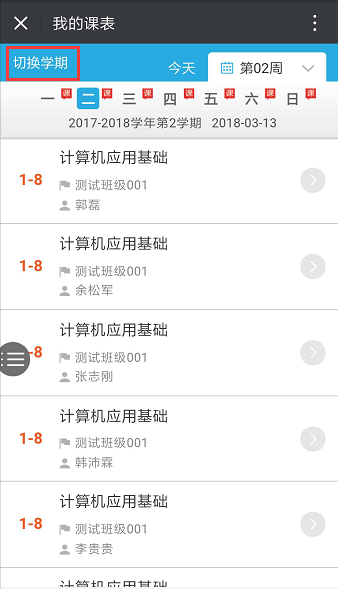 我的课表
切换学期
今天
第02周
一 课 二 课 三 课 四 课 五 课 六 课 日 课
2017-2018学年第2学期 2018-03-13
计算机应用基础
1-8
测试班级001
郭磊
计算机应用基础
1-8
测试班级001
余松军
计算机应用基础
-8
测试班级001
张志刚
计算机应用基础
1-8
测试班级001
韩沛霖
计算机应用基础
1-8
测试班级001
李贵贵
计算机应用基础